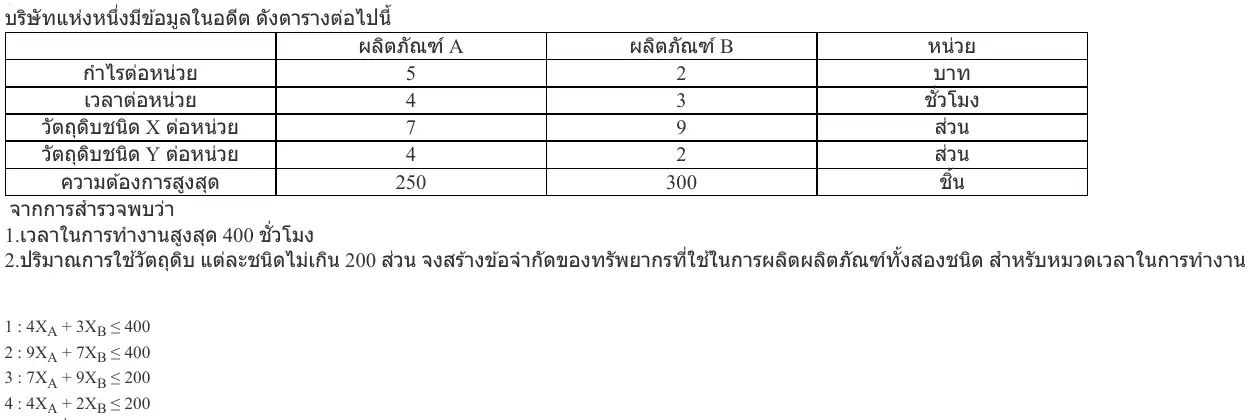 บริษัทแห่งหนึ่งมีข้อมูลในอดีต ดังตารางต่อไปนี้
ผลิตภัณฑ์ A ผลิตภัณฑ์ B หน่วย
กำไรต่อหน่วย 5 2 บาท
เวลาต่อหน่วย 4 3 ชั่วโมง
วัตถุดิบชนิด X ต่อหน่วย 7 9 ส่วน
วัตถุดิบชนิด Y ต่อหน่วย 4 2 ส่วน
ความต้องการสูงสุด 250 300 ชิ้น
จากการสำรวจพบว่า
1.เวลาในการทำงานสูงสุด 400 ชั่วโมง
2.ปริมาณการใช้วัตถุดิบ แต่ละชนิดไม่เกิน 200 ส่วน จงสร้างข้อจำกัดของทรัพยากรที่ใช้ในการผลิตผลิตภัณฑ์ทั้งสองชนิด สำหรับหมวดเวลาในการทำงาน
1 : 4XA + 3XB ≤ 400
2 : 9XA + 7XB ≤ 400
3 : 7XA + 9XB ≤ 200
4 : 4XA + 2XB ≤ 200